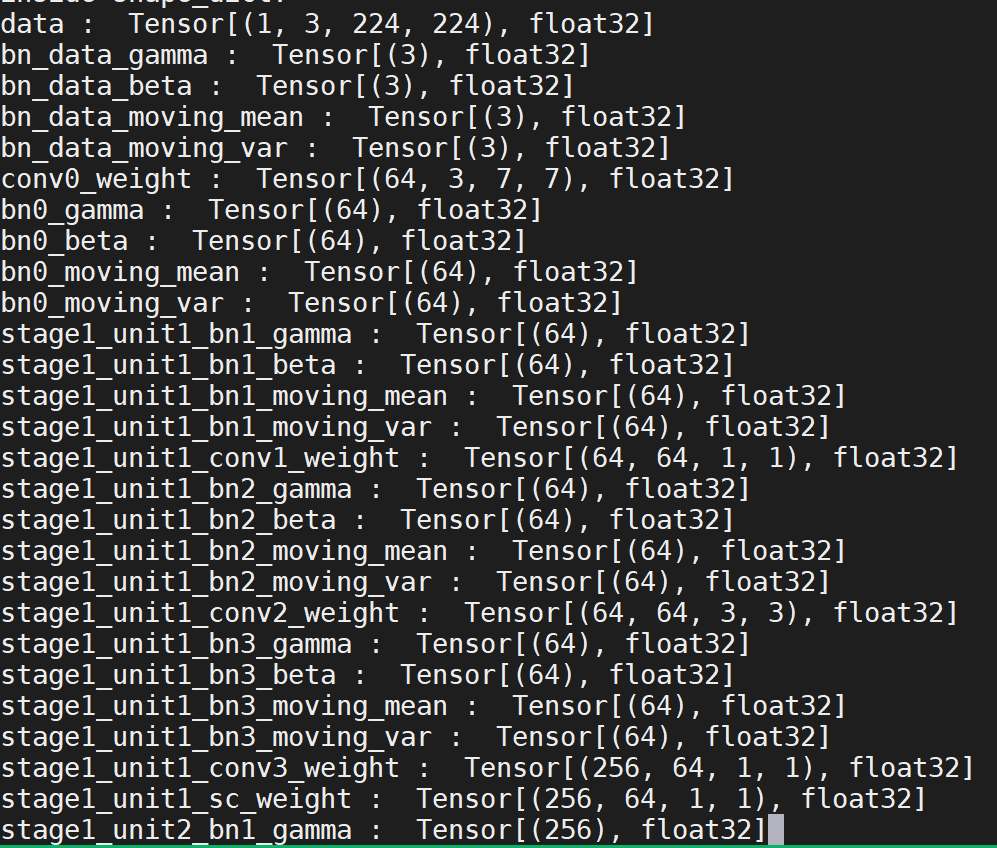 data :  Tensor[(1, 3, 224, 224), float32]
bn_data_gamma :  Tensor[(3), float32]
bn_data_beta :  Tensor[(3), float32]
bn_data_moving_mean :  Tensor[(3), float32]
bn_data_moving_var :  Tensor[(3), float32]
conv0_weight :  Tensor[(64, 3, 7, 7), float32]
bn0_gamma :  Tensor[(64), float32]
bn0_beta :  Tensor[(64), float32]
bn0_moving_mean :  Tensor[(64), float32]
bn0_moving_var :  Tensor[(64), float32]
stage1_unit1_bn1_gamma :  Tensor[(64), float32]
stage1_unit1_bn1_beta :  Tensor[(64), float32]
stage1_unit1_bn1_moving_mean :  Tensor[(64), float32]
stage1_unit1_bn1_moving_var :  Tensor[(64), float32]
stage1_unit1_conv1_weight :  Tensor[(64, 64, 1, 1), float32]
stage1_unit1_bn2_gamma :  Tensor[(64), float32]
stage1_unit1_bn2_beta :  Tensor[(64), float32]
stage1_unit1_bn2_moving_mean :  Tensor[(64), float32]
stage1_unit1_bn2_moving_var :  Tensor[(64), float32]
stage1_unit1_conv2_weight :  Tensor[(64, 64, 3, 3), float32]
stage1_unit1_bn3_gamma :  Tensor[(64), float32]
stage1_unit1_bn3_beta :  Tensor[(64), float32]
stage1_unit1_bn3_moving_mean :  Tensor[(64), float32]
stage1_unit1_bn3_moving_var :  Tensor[(64), float32]
stage1_unit1_conv3_weight :  Tensor[(256, 64, 1, 1), float32]
stage1_unit1_sc_weight :  Tensor[(256, 64, 1, 1), float32]
stage1_unit2_bn1_gamma :  Tensor[(256), float32]